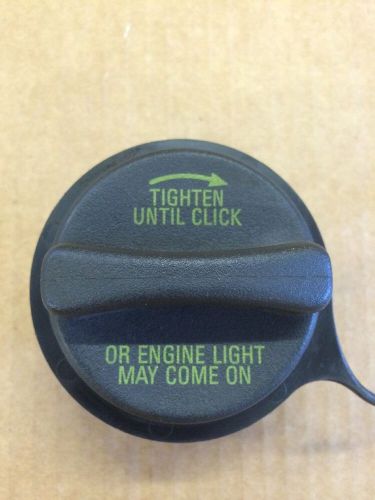 TIGHTEN
UNTIL CLICK
OR ENGINE LIGHT
MAY COME ON